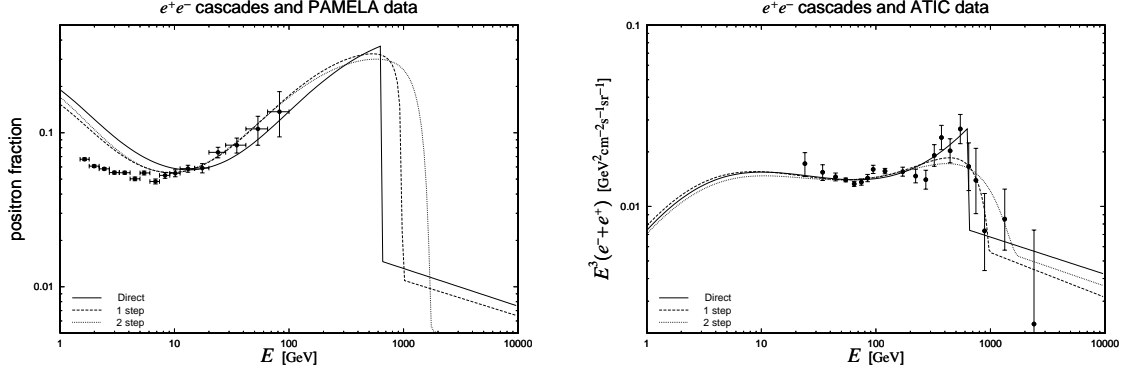 e⁺e⁻ cascades and PAMELA data
positron fraction
0.1
0.01
Direct
1 step
2 step
1 10 100 1000 10000
E [GeV]
e⁺e⁻ cascades and ATIC data
E³(e⁻+e⁺) [GeV²cm⁻²s⁻¹sr⁻¹]
0.1
0.01
Direct
1 step
2 step
1 10 100 1000 10000
E [GeV]